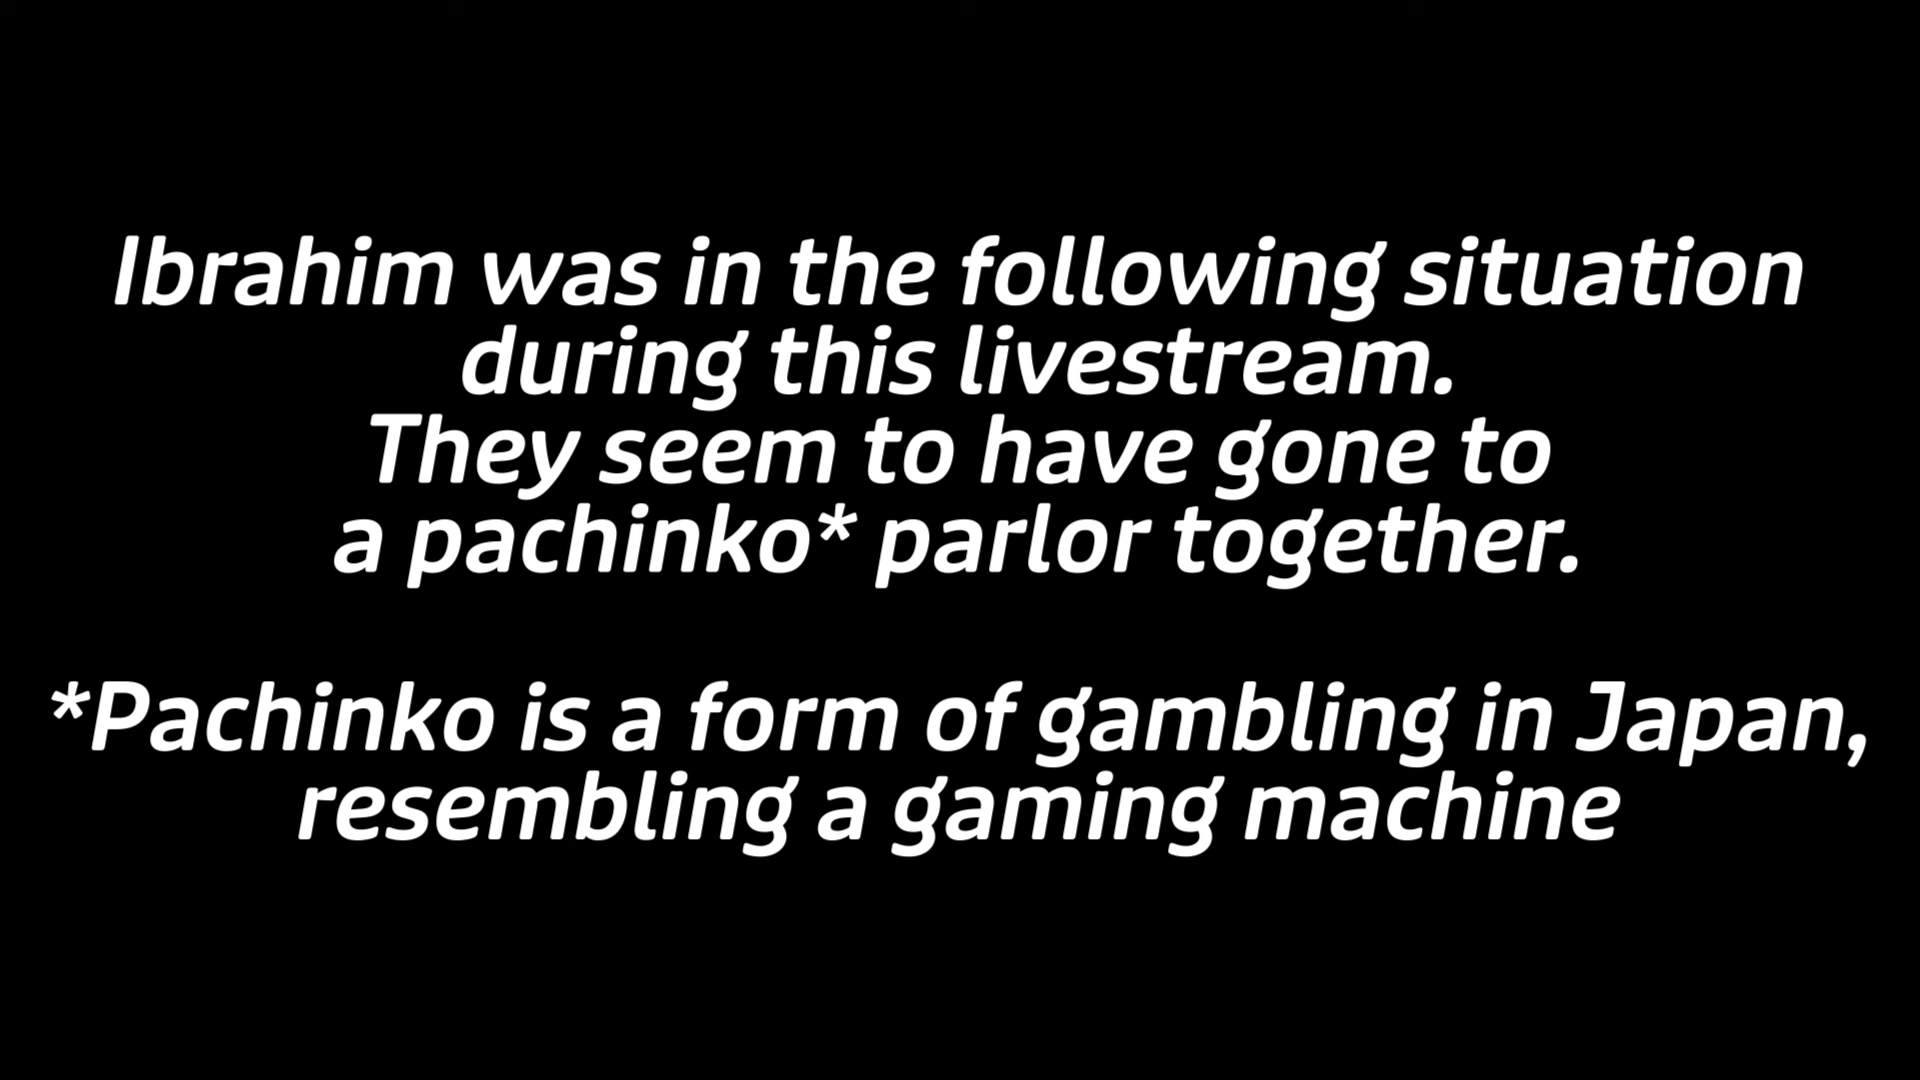 Ibrahim was in the following situation
during this livestream.
They seem to have gone to
a pachinko* parlor together.
*Pachinko is a form of gambling in Japan,
resembling a gaming machine